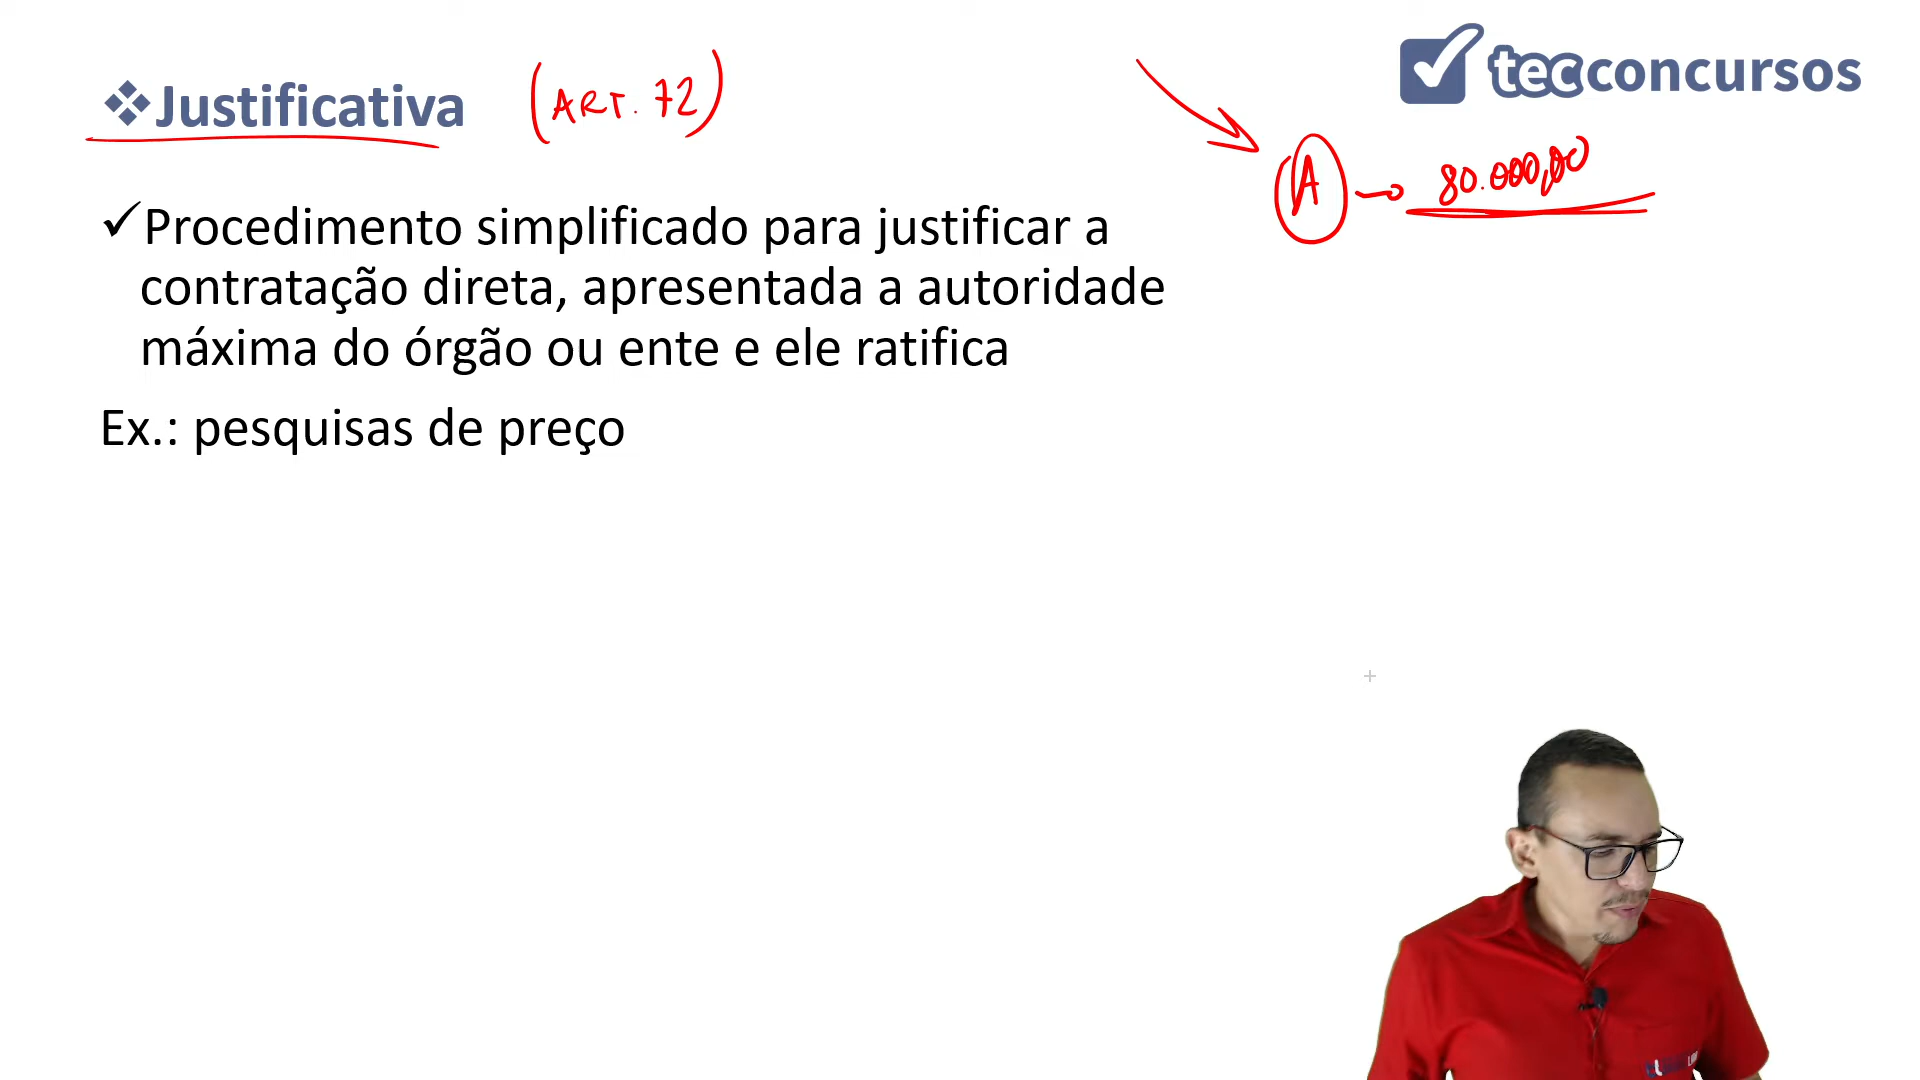 ❖Justificativa (ART. 72)
tecconcursos
A 80.000,00
✓Procedimento simplificado para justificar a
contratação direta, apresentada a autoridade
máxima do órgão ou ente e ele ratifica
Ex.: pesquisas de preço